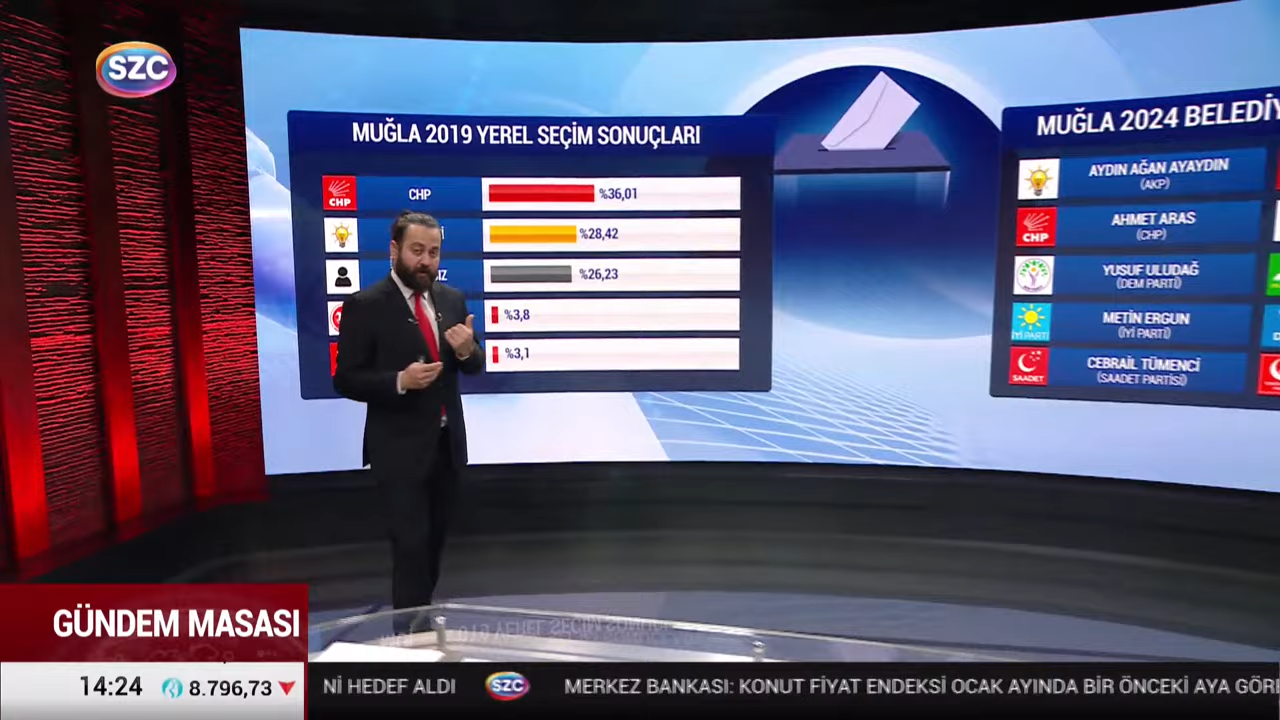 SZC
MUĞLA 2019 YEREL SEÇİM SONUÇLARI
CHP
CHP
%36,01
%28,42
%26,23
%3,8
%3,1
MUĞLA 2024
AYDIN AĞAN AYAYDIN
(AKP)
CHP
AHMET ARAS
(CHP)
YUSUF ULUDAĞ
(DEM PARTİ)
İYİ PARTİ
METİN ERGUN
(İYİ PARTİ)
SAADET
CEBRAİL TÜMENCİ
(SAADET PARTİSİ)
GÜNDEM MASASI
14:24
8.796,73
Nİ HEDEF ALDI
SZC
MERKEZ BANKASI: KONUT FİYAT ENDEKSİ OCAK AYINDA BİR ÖNCEKİ AYA